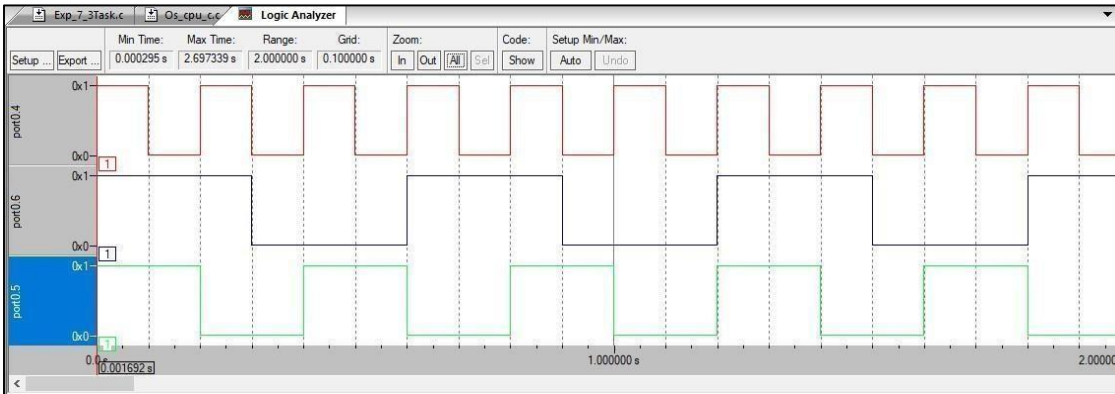 Exp_7_3Task.c Os_cpu_c.c Logic Analyzer
Min Time: Max Time: Range: Grid: Zoom: Code: Setup Min/Max:
Setup ... Export ... 0.000295 s 2.697339 s 2.000000 s 0.100000 s In Out All Sel Show Auto Undo
0x1
port0.4
0x0
1
0x1
port0.6
0x0
1
0x1
port0.5
0x0
1
0.0 s 1.000000 s 2.00000
0.001692 s